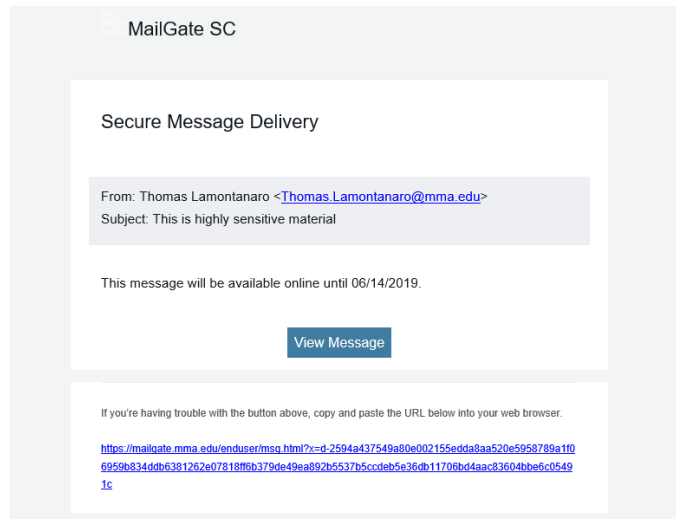 MailGate SC
Secure Message Delivery
From: Thomas Lamontanaro <Thomas.Lamontanaro@mma.edu>
Subject: This is highly sensitive material
This message will be available online until 06/14/2019.
View Message
If you're having trouble with the button above, copy and paste the URL below into your web browser.
https://mailgate.mma.edu/enduser/msg.html?x=d-2594a437549a80e002155edda8aa520e5958789a1f0
6959b834ddb6381262e07818ff6b379de49ea892b5537b5ccdeb5e36db11706bd4aac83604bbe6c0549
1c